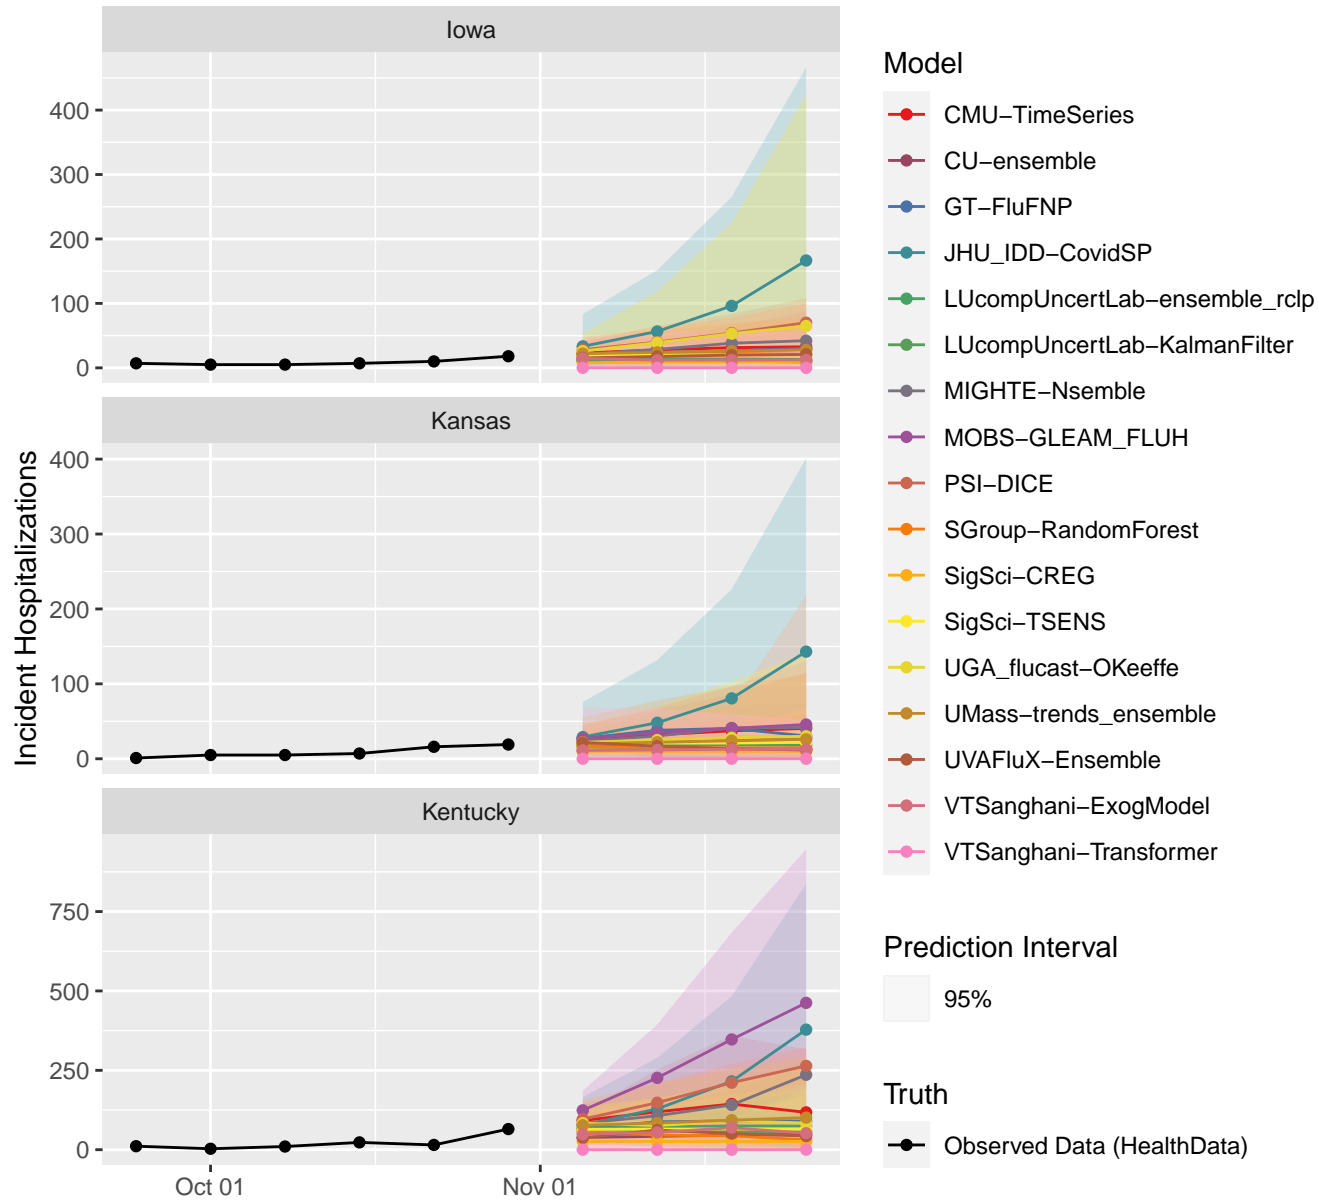 Iowa
400
300
200
100
0
Kansas
400
300
200
100
0
Kentucky
750
500
250
0
Oct 01
Nov 01
Incident Hospitalizations
Model
CMU−TimeSeries
CU−ensemble
GT−FluFNP
JHU_IDD−CovidSP
LUcompUncertLab−ensemble_rclp
LUcompUncertLab−KalmanFilter
MIGHTE−Nsemble
MOBS−GLEAM_FLUH
PSI−DICE
SGroup−RandomForest
SigSci−CREG
SigSci−TSENS
UGA_flucast−OKeeffe
UMass−trends_ensemble
UVAFluX−Ensemble
VTSanghani−ExogModel
VTSanghani−Transformer
Prediction Interval
95%
Truth
Observed Data (HealthData)